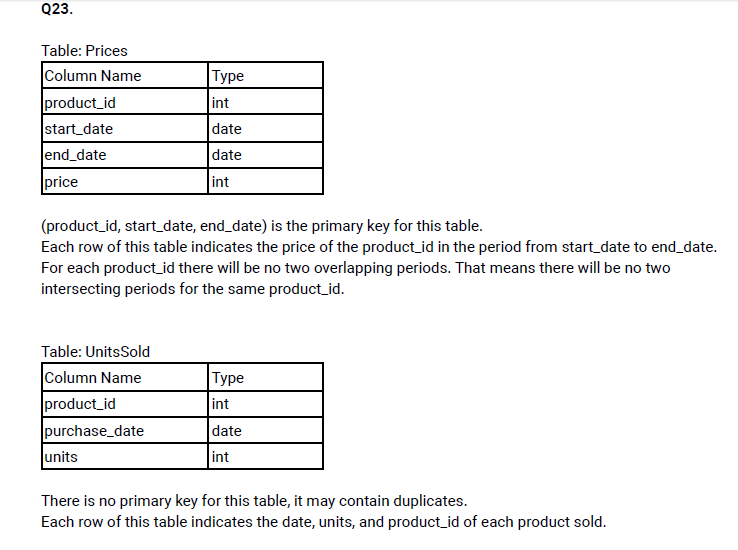 Q23.
Table: Prices
Column Name Type
product_id int
start_date date
end_date date
price int
(product_id, start_date, end_date) is the primary key for this table.
Each row of this table indicates the price of the product_id in the period from start_date to end_date.
For each product_id there will be no two overlapping periods. That means there will be no two
intersecting periods for the same product_id.
Table: UnitsSold
Column Name Type
product_id int
purchase_date date
units int
There is no primary key for this table, it may contain duplicates.
Each row of this table indicates the date, units, and product_id of each product sold.